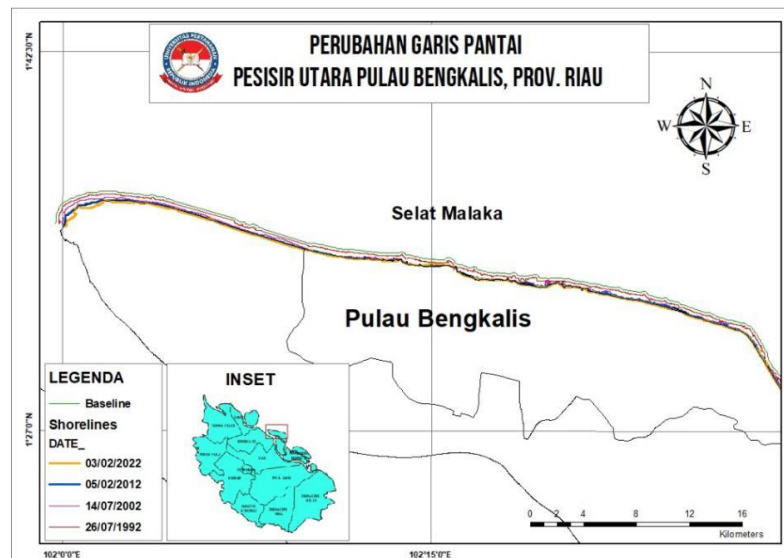 PERUBAHAN GARIS PANTAI
PESISIR UTARA PULAU BENGKALIS, PROV. RIAU
1°42'30"N
N
W
E
S
Selat Malaka
Pulau Bengkalis
1°27'0"N
LEGENDA
Baseline
Shorelines
DATE_
03/02/2022
05/02/2012
14/07/2002
26/07/1992
INSET
0 1 2 4 8 12 16
Kilometers
102°0'0"E
102°15'0"E